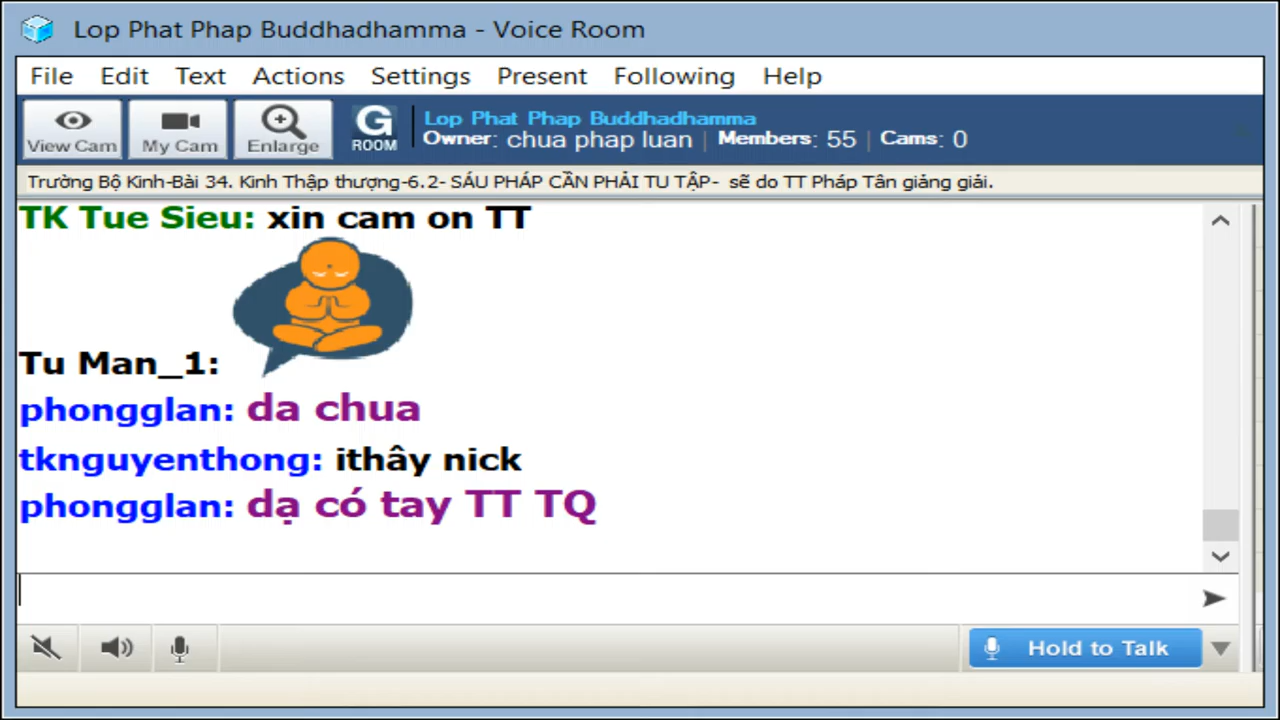 Lop Phat Phap Buddhadhamma - Voice Room
File Edit Text Actions Settings Present Following Help
View Cam My Cam Enlarge G ROOM
Lop Phat Phap Buddhadhamma
Owner: chua phap luan | Members: 55 | Cams: 0
Trường Bộ Kinh-Bài 34. Kinh Thập thượng-6.2- SÁU PHÁP CẦN PHẢI TU TẬP- sẽ do TT Pháp Tân giảng giải.
TK Tue Sieu: xin cam on TT
Tu Man_1:
phongglan: da chua
tknguyenthong: ithây nick
phongglan: dạ có tay TT TQ
Hold to Talk